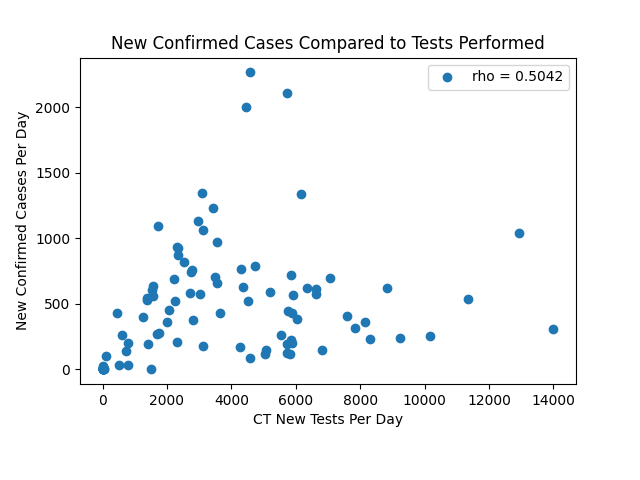 New Confirmed Cases Compared to Tests Performed
rho = 0.5042
New Confirmed Caeses Per Day
2000
1500
1000
500
0
0 2000 4000 6000 8000 10000 12000 14000
CT New Tests Per Day